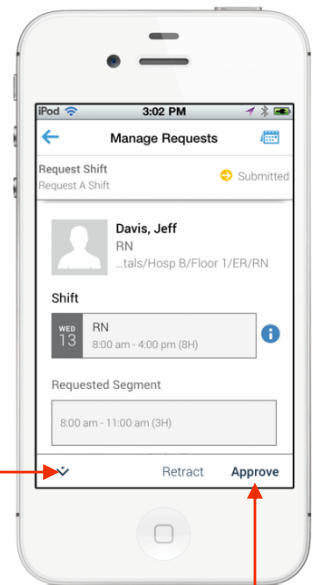 iPod 3:02 PM
Manage Requests
Request Shift
Request A Shift
Submitted
Davis, Jeff
RN
...tals/Hosp B/Floor 1/ER/RN
Shift
WED
13
RN
8:00 am - 4:00 pm (8H)
Requested Segment
8:00 am - 11:00 am (3H)
Retract Approve